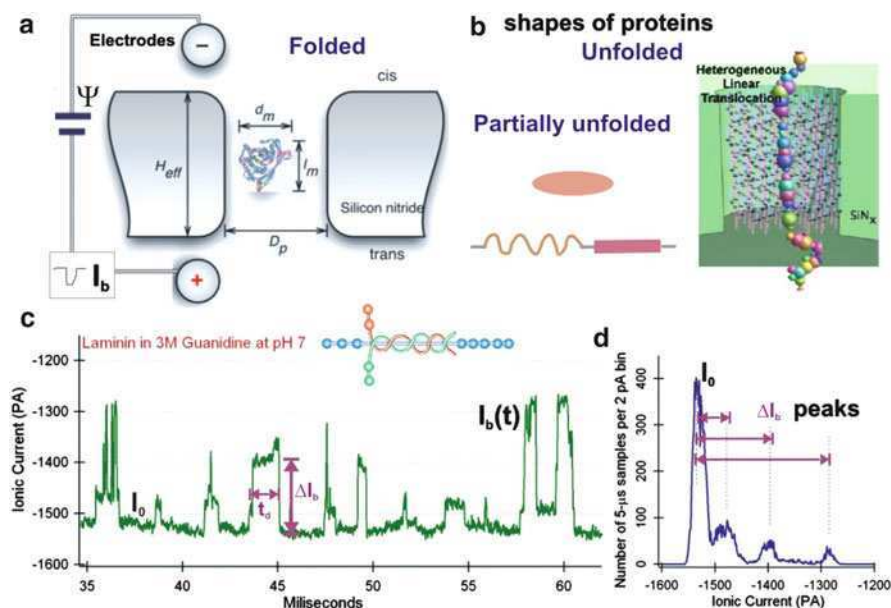 a
Electrodes
−
Folded
cis
Ψ
d_m
H_eff
l_m
Silicon nitride
D_p
trans
I_b
+
b
shapes of proteins
Unfolded
Heterogeneous
Linear
Translocation
Partially unfolded
SiN_x
c
Laminin in 3M Guanidine at pH 7
Ionic Current (PA)
-1200
-1300
-1400
-1500
-1600
I_0
t_d
ΔI_b
I_b(t)
35
40
45
50
55
60
Miliseconds
d
Number of 5-µs samples per 2 pA bin
400
300
200
100
0
I_0
ΔI_b
peaks
-1600
-1500
-1400
-1300
-1200
Ionic Current (PA)